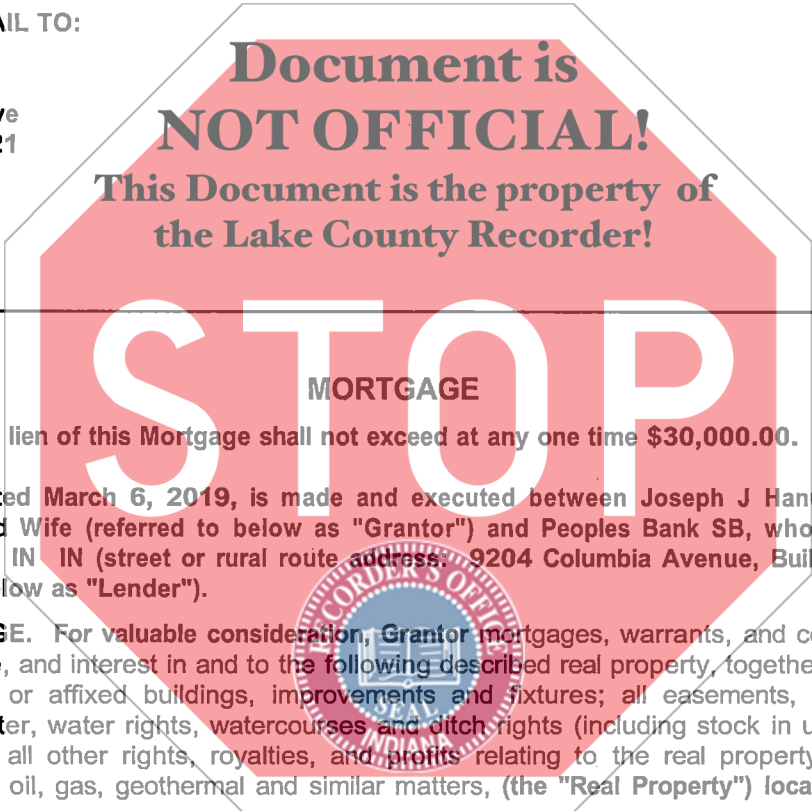 AIL TO:
Document is
ve
NOT OFFICIAL!
21
This Document is the property of
the Lake County Recorder!
STOP
MORTGAGE
lien of this Mortgage shall not exceed at any one time $30,000.00.
ted March 6, 2019, is made and executed between Joseph J Han
d Wife (referred to below as "Grantor") and Peoples Bank SB, who
IN IN (street or rural route address: 9204 Columbia Avenue, Buil
low as "Lender").
RECORDER'S OFFICE
SEAL
INDIANA
GE. For valuable consideration, Grantor mortgages, warrants, and c
, and interest in and to the following described real property, togethe
or affixed buildings, improvements and fixtures; all easements,
ter, water rights, watercourses and ditch rights (including stock in u
all other rights, royalties, and profits relating to the real property
oil, gas, geothermal and similar matters, (the "Real Property") loca